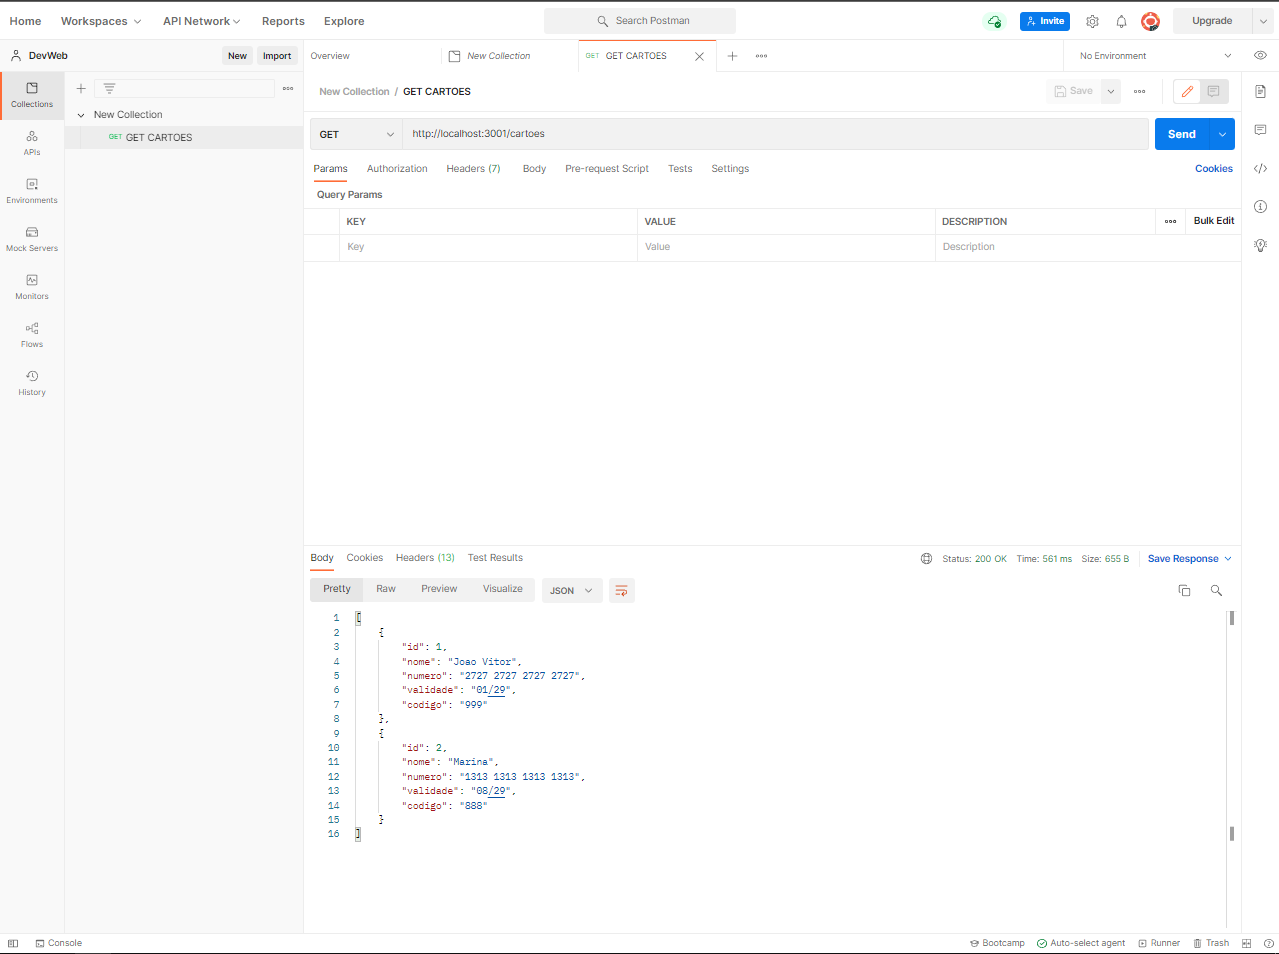 Home Workspaces API Network Reports Explore Search Postman Invite Upgrade
DevWeb New Import Overview New Collection GET GET CARTOES No Environment
Collections
APIs
Environments
Mock Servers
Monitors
Flows
History
New Collection
GET GET CARTOES
New Collection / GET CARTOES Save
GET http://localhost:3001/cartoes Send
Params Authorization Headers (7) Body Pre-request Script Tests Settings Cookies
Query Params
KEY VALUE DESCRIPTION Bulk Edit
Key Value Description
Body Cookies Headers (13) Test Results Status: 200 OK Time: 561 ms Size: 655 B Save Response
Pretty Raw Preview Visualize JSON
1 [
2 {
3 "id": 1,
4 "nome": "Joao Vitor",
5 "numero": "2727 2727 2727 2727",
6 "validade": "01/29",
7 "codigo": "999"
8 },
9 {
10 "id": 2,
11 "nome": "Marina",
12 "numero": "1313 1313 1313 1313",
13 "validade": "08/29",
14 "codigo": "888"
15 }
16 ]
Console Bootcamp Auto-select agent Runner Trash